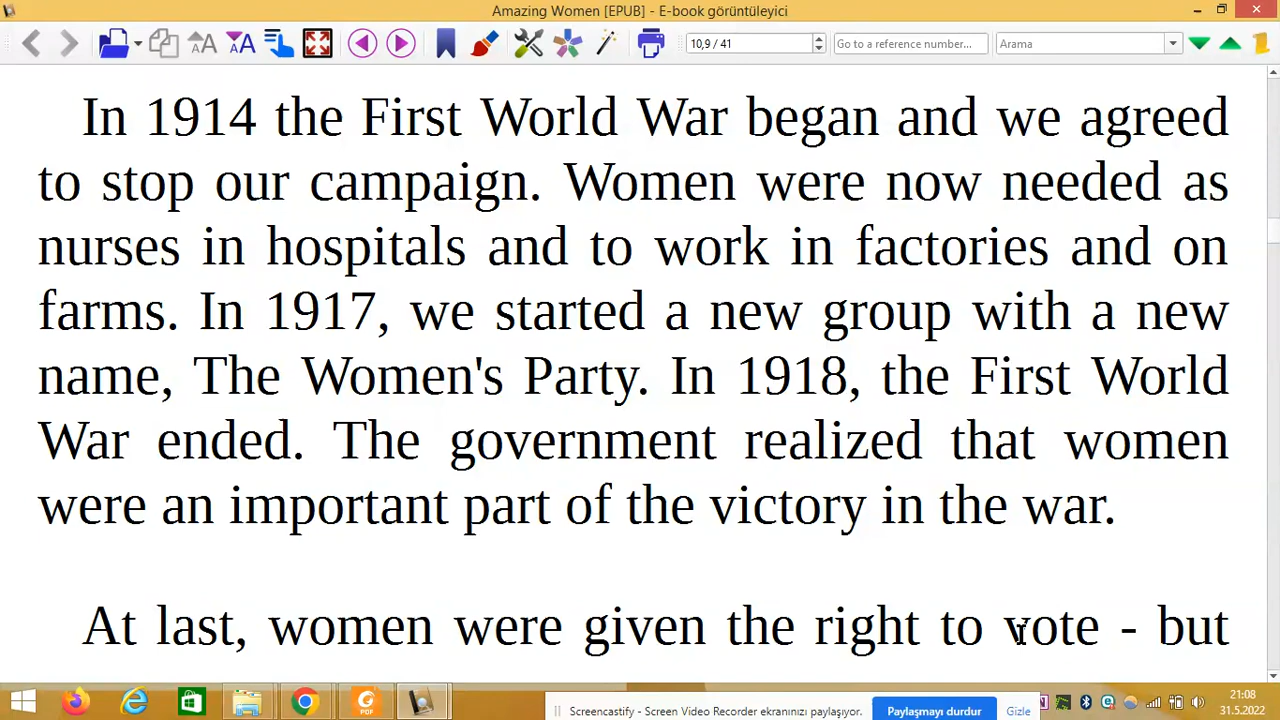 Amazing Women [EPUB] - E-book görüntüleyici
10,9 / 41
Go to a reference number...
Arama
In 1914 the First World War began and we agreed
to stop our campaign. Women were now needed as
nurses in hospitals and to work in factories and on
farms. In 1917, we started a new group with a new
name, The Women's Party. In 1918, the First World
War ended. The government realized that women
were an important part of the victory in the war.
At last, women were given the right to vote - but
Screencastify - Screen Video Recorder ekranınızı paylaşıyor.
Paylaşmayı durdur
Gizle
21:08
31.5.2022